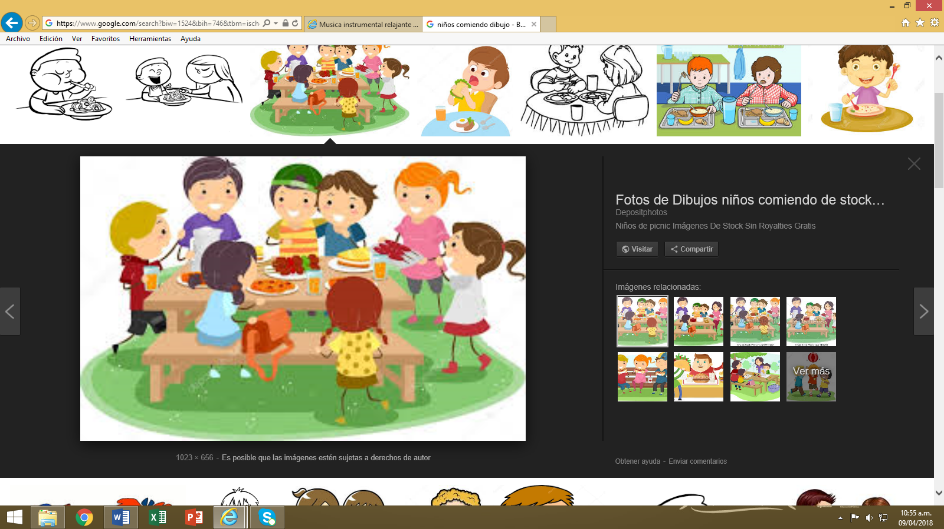 https://www.google.com/search?biw=1524&bih=746&tbm=isch
Musica instrumental relajante ...
niños comiendo dibujo - B...
Archivo Edición Ver Favoritos Herramientas Ayuda
Fotos de Dibujos niños comiendo de stock…
Depositphotos
Niños de picnic Imágenes De Stock Sin Royalties Gratis
Visitar Compartir
Imágenes relacionadas:
Ver más
1023 × 656 - Es posible que las imágenes estén sujetas a derechos de autor
Obtener ayuda - Enviar comentarios
10:55 a.m.
09/04/2018